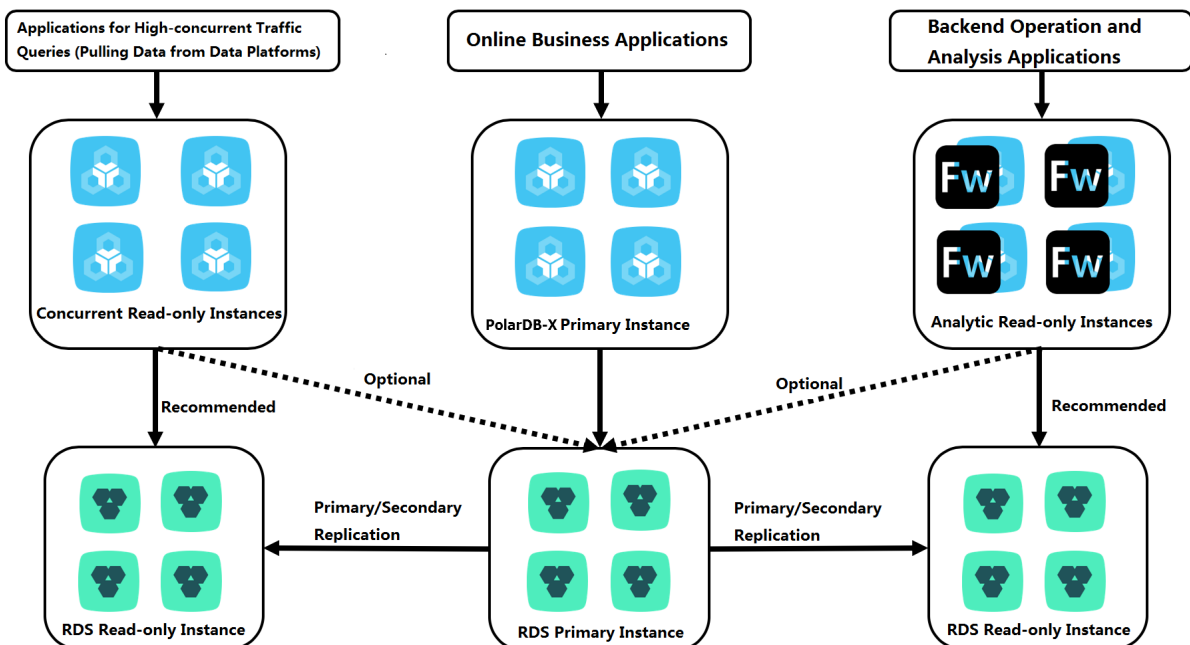 Applications for High-concurrent Traffic
Queries (Pulling Data from Data Platforms)
Online Business Applications
Backend Operation and
Analysis Applications
Fw
Fw
Fw
Fw
Concurrent Read-only Instances
PolarDB-X Primary Instance
Analytic Read-only Instances
Optional
Optional
Recommended
Recommended
Primary/Secondary
Replication
Primary/Secondary
Replication
RDS Read-only Instance
RDS Primary Instance
RDS Read-only Instance